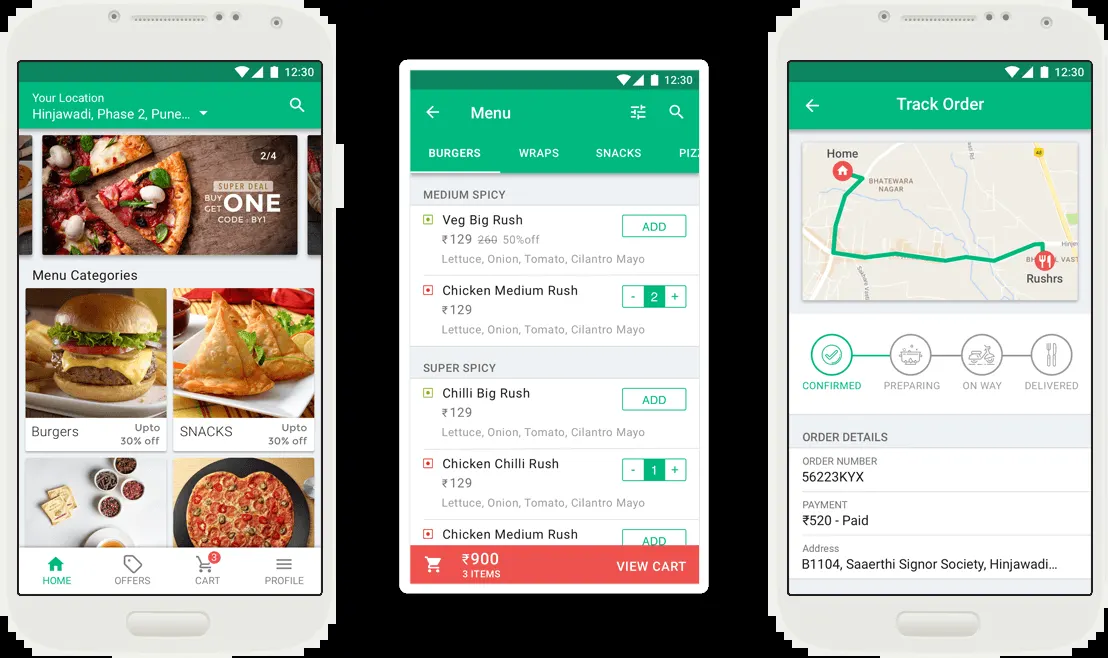 12:30
Your Location
Hinjawadi, Phase 2, Pune...
2/4
SUPER DEAL
BUY ONE
GET
CODE : BY1
Menu Categories
Burgers
Upto
30% off
SNACKS
Upto
30% off
HOME
OFFERS
3
CART
PROFILE
12:30
Menu
BURGERS
WRAPS
SNACKS
PIZZ
MEDIUM SPICY
Veg Big Rush
ADD
₹129 260 50%off
Lettuce, Onion, Tomato, Cilantro Mayo
Chicken Medium Rush
- 2 +
₹129
Lettuce, Onion, Tomato, Cilantro Mayo
SUPER SPICY
Chilli Big Rush
ADD
₹129
Lettuce, Onion, Tomato, Cilantro Mayo
Chicken Chilli Rush
- 1 +
₹129
Lettuce, Onion, Tomato, Cilantro Mayo
Chicken Medium Rush
ADD
₹900
3 ITEMS
VIEW CART
12:30
Track Order
Home
BHATEWARA
NAGAR
48
Hinje
Rushrs
CONFIRMED
PREPARING
ON WAY
DELIVERED
ORDER DETAILS
ORDER NUMBER
56223KYX
PAYMENT
₹520 - Paid
Address
B1104, Saaerthi Signor Society, Hinjawadi...